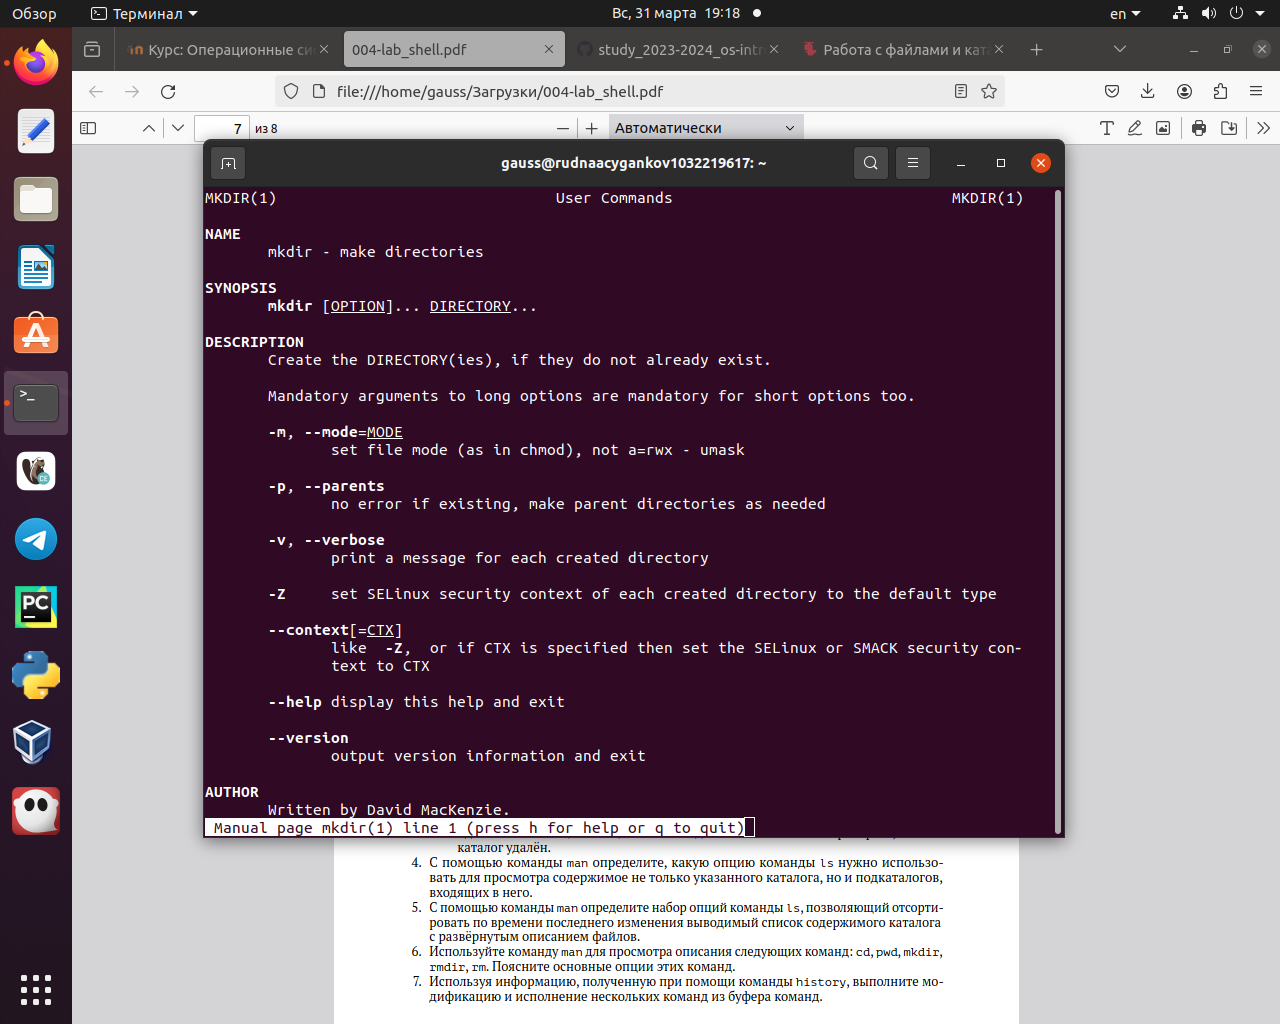 Обзор
Терминал
Вс, 31 марта 19:18
en
Курс: Операционные си
004-lab_shell.pdf
study_2023-2024_os-intr
Работа с файлами и ката
file:///home/gauss/Загрузки/004-lab_shell.pdf
7 из 8
Автоматически
gauss@rudnaacygankov1032219617: ~
MKDIR(1) User Commands MKDIR(1)
NAME
mkdir - make directories
SYNOPSIS
mkdir [OPTION]... DIRECTORY...
DESCRIPTION
Create the DIRECTORY(ies), if they do not already exist.
Mandatory arguments to long options are mandatory for short options too.
-m, --mode=MODE
set file mode (as in chmod), not a=rwx - umask
-p, --parents
no error if existing, make parent directories as needed
-v, --verbose
print a message for each created directory
-Z set SELinux security context of each created directory to the default type
--context[=CTX]
like -Z, or if CTX is specified then set the SELinux or SMACK security con-
text to CTX
--help display this help and exit
--version
output version information and exit
AUTHOR
Written by David MacKenzie.
Manual page mkdir(1) line 1 (press h for help or q to quit)
каталог удалён.
4. С помощью команды man определите, какую опцию команды ls нужно использо-
вать для просмотра содержимое не только указанного каталога, но и подкаталогов,
входящих в него.
5. С помощью команды man определите набор опций команды ls, позволяющий отсорти-
ровать по времени последнего изменения выводимый список содержимого каталога
с развёрнутым описанием файлов.
6. Используйте команду man для просмотра описания следующих команд: cd, pwd, mkdir,
rmdir, rm. Поясните основные опции этих команд.
7. Используя информацию, полученную при помощи команды history, выполните мо-
дификацию и исполнение нескольких команд из буфера команд.
>_
CE
PC